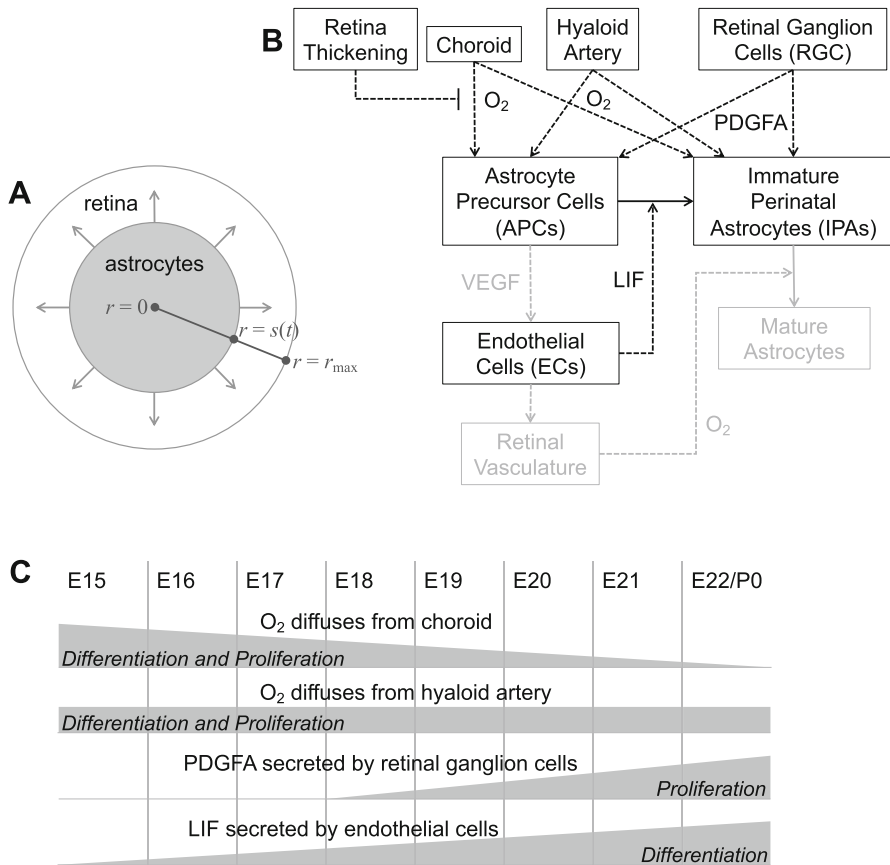 A
retina
astrocytes
r = 0
r = s(t)
r = rmax
B
Retina
Thickening
Choroid
Hyaloid
Artery
Retinal Ganglion
Cells (RGC)
O2
O2
PDGFA
Astrocyte
Precursor Cells
(APCs)
Immature
Perinatal
Astrocytes (IPAs)
VEGF
LIF
Endothelial
Cells (ECs)
Mature
Astrocytes
Retinal
Vasculature
O2
C
E15 E16 E17 E18 E19 E20 E21 E22/P0
O2 diffuses from choroid
Differentiation and Proliferation
O2 diffuses from hyaloid artery
Differentiation and Proliferation
PDGFA secreted by retinal ganglion cells
Proliferation
LIF secreted by endothelial cells
Differentiation